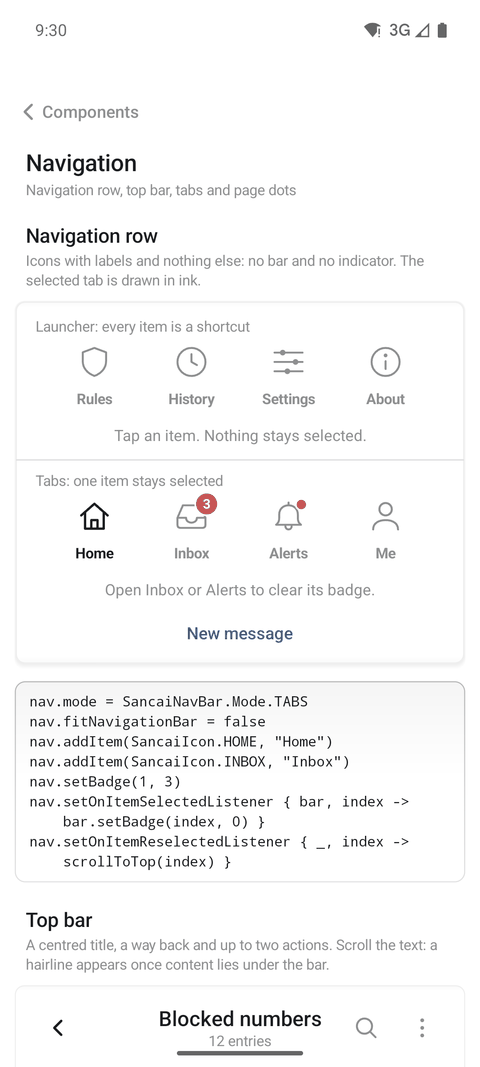 9:30
3G
Components
Navigation
Navigation row, top bar, tabs and page dots
Navigation row
Icons with labels and nothing else: no bar and no indicator. The
selected tab is drawn in ink.
Launcher: every item is a shortcut
Rules History Settings About
Tap an item. Nothing stays selected.
Tabs: one item stays selected
3
Home Inbox Alerts Me
Open Inbox or Alerts to clear its badge.
New message
nav.mode = SancaiNavBar.Mode.TABS
nav.fitNavigationBar = false
nav.addItem(SancaiIcon.HOME, "Home")
nav.addItem(SancaiIcon.INBOX, "Inbox")
nav.setBadge(1, 3)
nav.setOnItemSelectedListener { bar, index ->
    bar.setBadge(index, 0) }
nav.setOnItemReselectedListener { _, index ->
    scrollToTop(index) }
Top bar
A centred title, a way back and up to two actions. Scroll the text: a
hairline appears once content lies under the bar.
Blocked numbers
12 entries